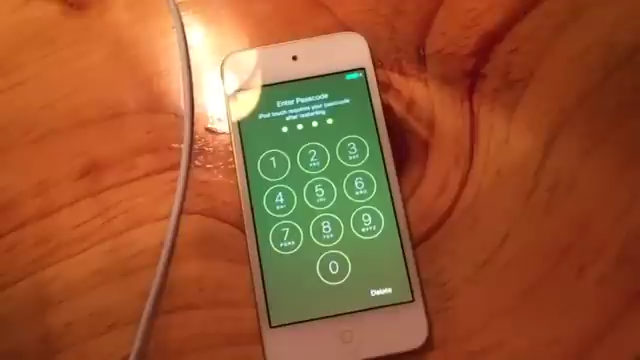 Enter Passcode
iPod touch requires your passcode
after restarting
1 2 3
ABC DEF
4 5 6
GHI JKL MNO
7 8 9
PQRS TUV WXYZ
0
Delete